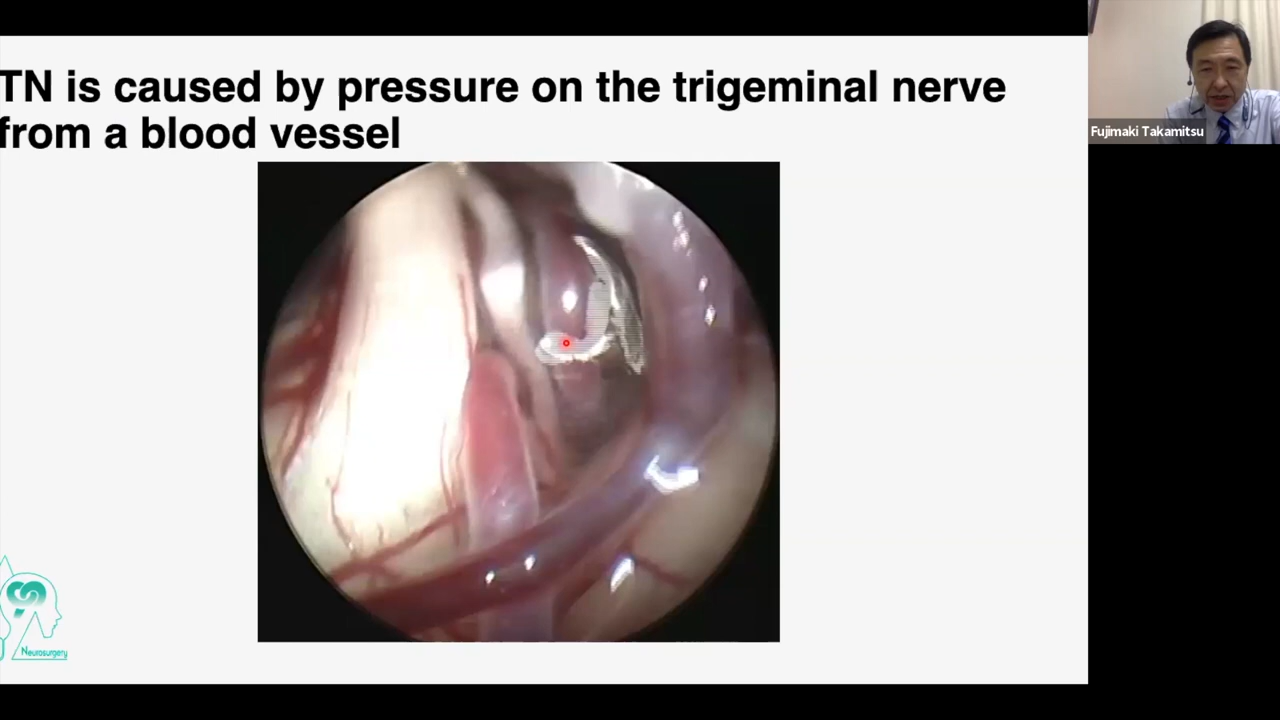 TN is caused by pressure on the trigeminal nerve
from a blood vessel
Fujimaki Takamitsu
Neurosurgery